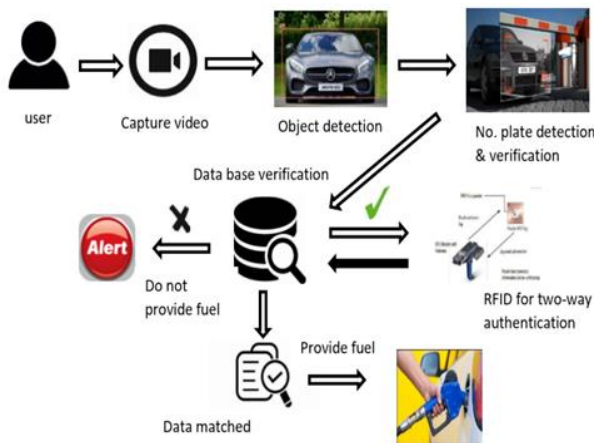 user
Capture video
Object detection
No. plate detection
& verification
Data base verification
Alert
Do not
provide fuel
RFID for two-way
authentication
Provide fuel
Data matched